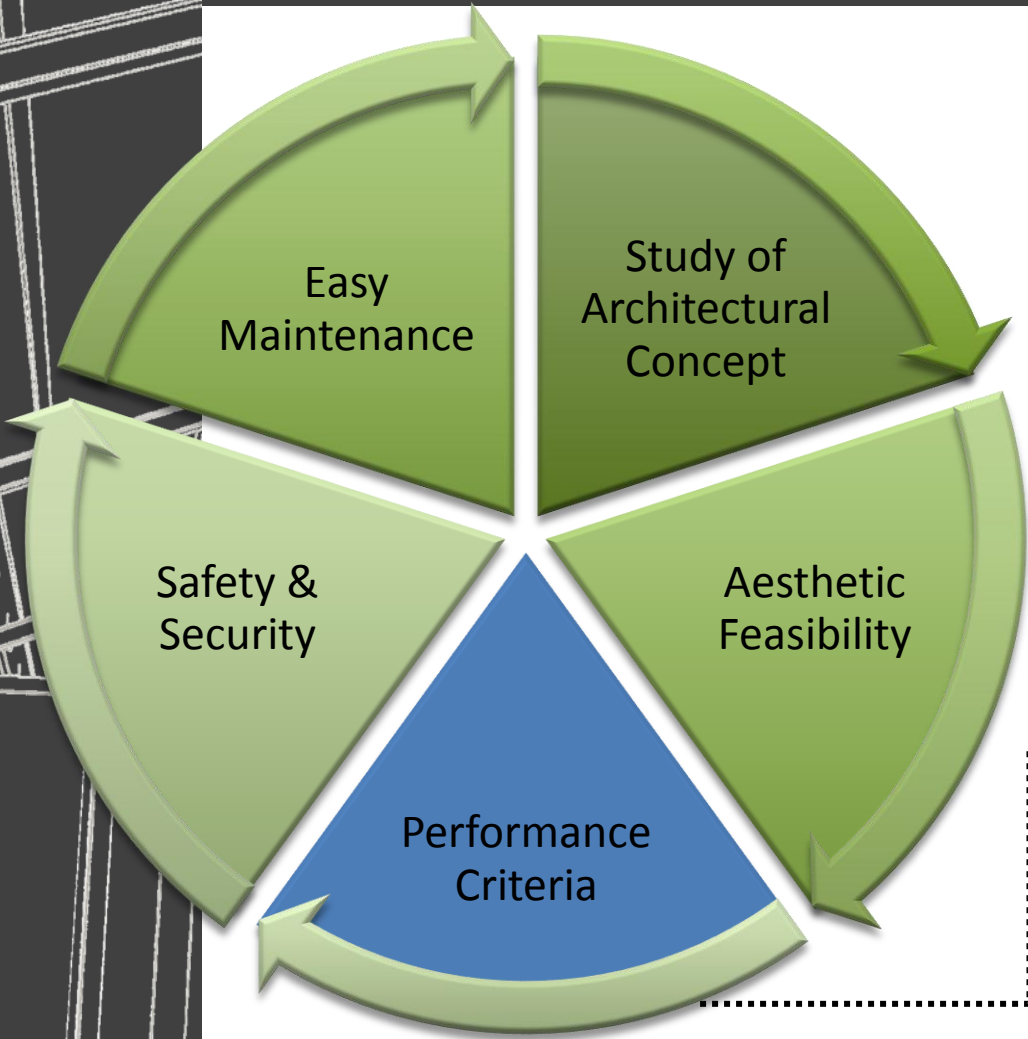 Study of
Architectural
Concept
Aesthetic
Feasibility
Performance
Criteria
Safety &
Security
Easy
Maintenance